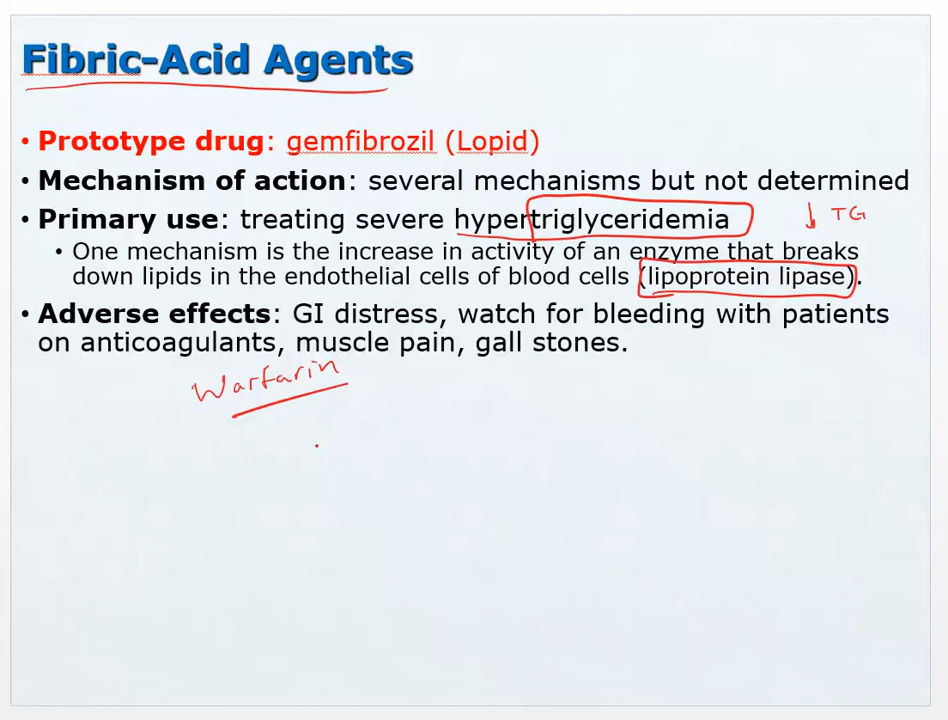 Fibric-Acid Agents
• Prototype drug: gemfibrozil (Lopid)
• Mechanism of action: several mechanisms but not determined
• Primary use: treating severe hypertriglyceridemia ↓ TG
• One mechanism is the increase in activity of an enzyme that breaks
down lipids in the endothelial cells of blood cells (lipoprotein lipase).
• Adverse effects: GI distress, watch for bleeding with patients
on anticoagulants, muscle pain, gall stones.
Warfarin